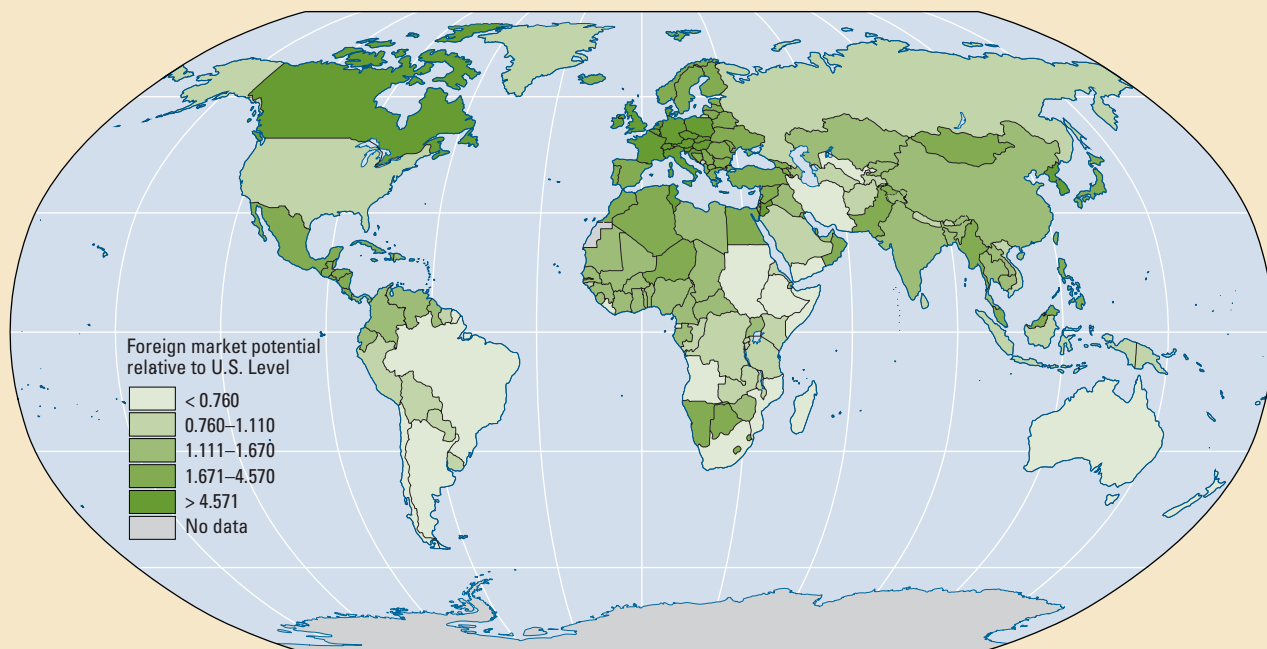 Foreign market potential
relative to U.S. Level
< 0.760
0.760–1.110
1.111–1.670
1.671–4.570
> 4.571
No data